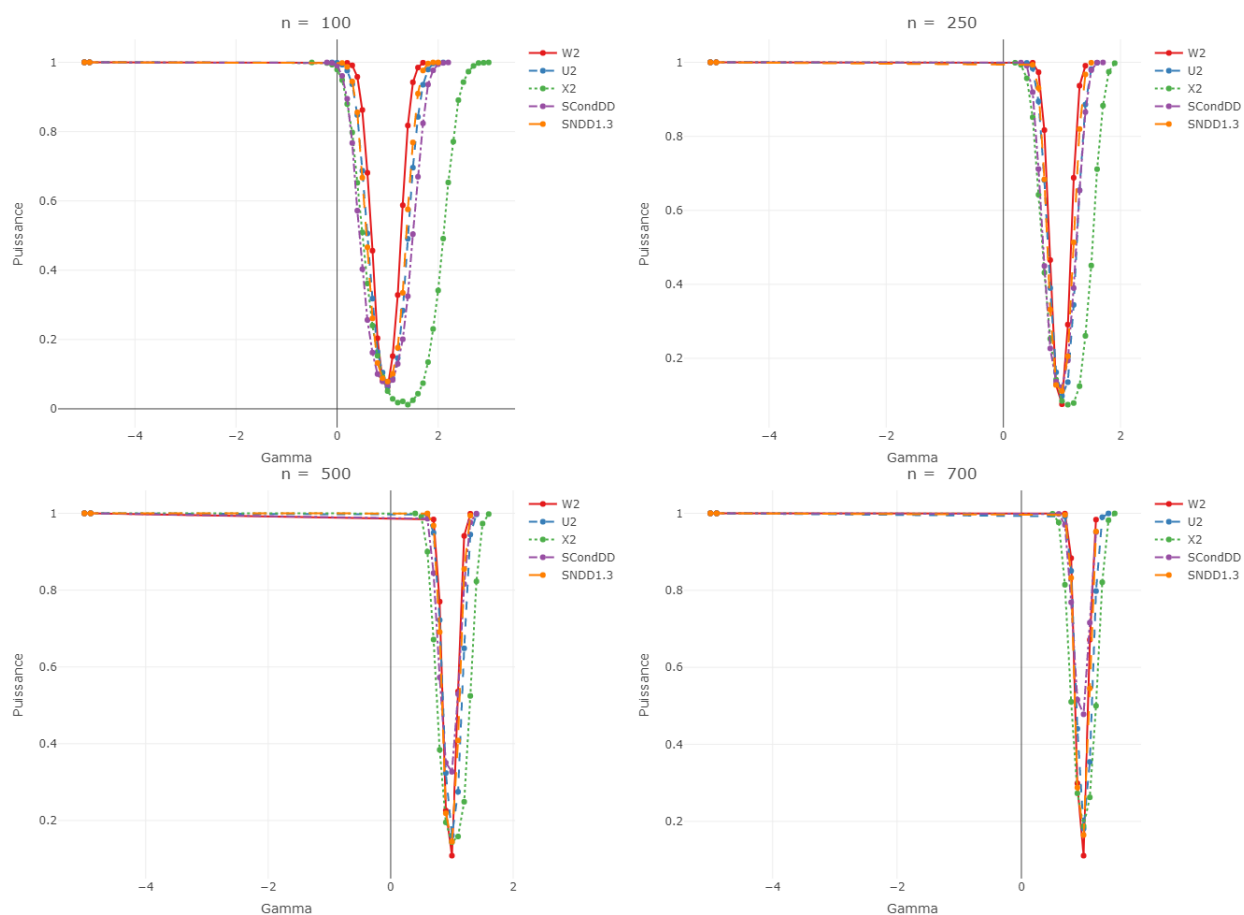 n = 100
1
0.8
0.6
0.4
0.2
0
−4
−2
0
2
Gamma
Puissance
W2
U2
X2
SCondDD
SNDD1.3
n = 250
1
0.8
0.6
0.4
0.2
−4
−2
0
2
Gamma
Puissance
W2
U2
X2
SCondDD
SNDD1.3
n = 500
1
0.8
0.6
0.4
0.2
−4
−2
0
2
Gamma
Puissance
W2
U2
X2
SCondDD
SNDD1.3
n = 700
1
0.8
0.6
0.4
0.2
−4
−2
0
Gamma
Puissance
W2
U2
X2
SCondDD
SNDD1.3